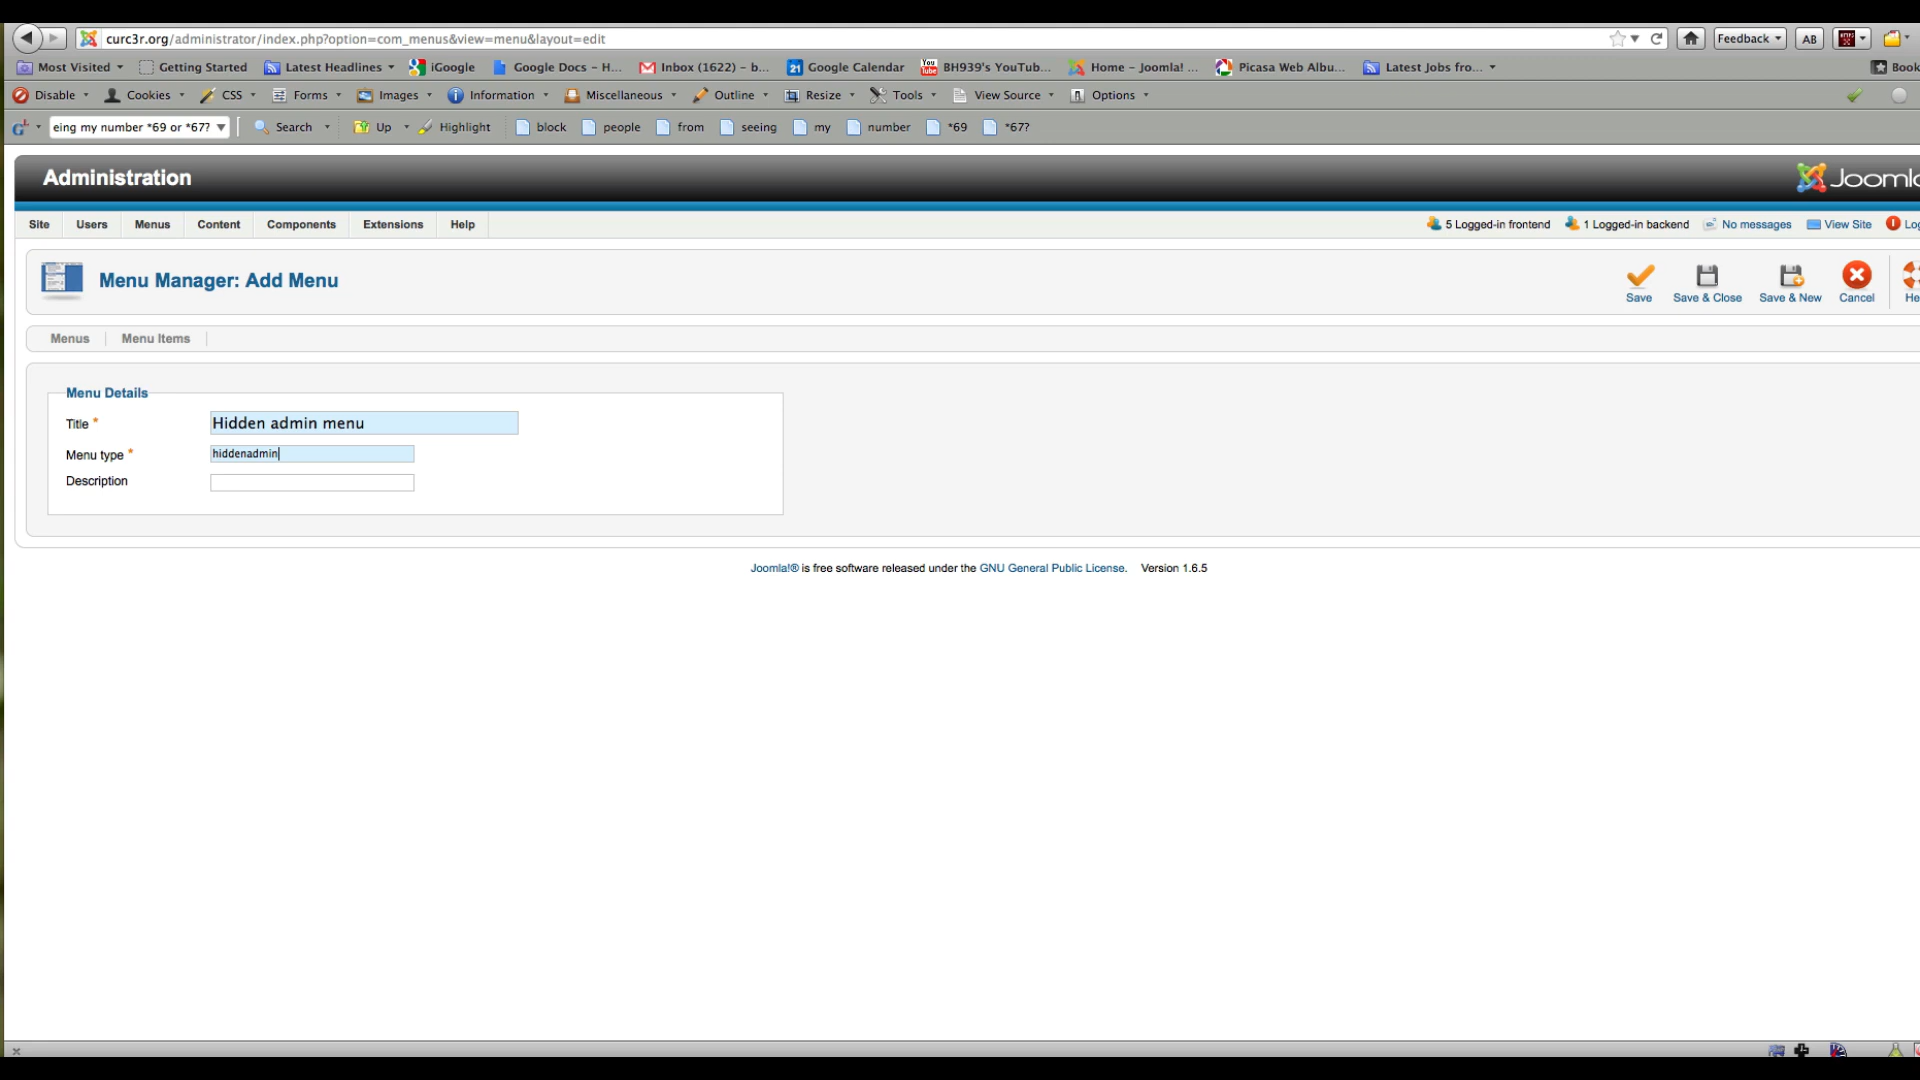 curc3r.org/administrator/index.php?option=com_menus&view=menu&layout=edit
Feedback
AB
Most Visited Getting Started Latest Headlines iGoogle Google Docs – H... Inbox (1622) – b... 21 Google Calendar You Tube BH939's YouTub... Home – Joomla! ... Picasa Web Albu... Latest Jobs fro... Book
Disable Cookies CSS Forms Images Information Miscellaneous Outline Resize Tools View Source Options
eing my number *69 or *67? Search Up Highlight block people from seeing my number *69 *67?
Administration
Joomla
Site Users Menus Content Components Extensions Help
5 Logged-in frontend 1 Logged-in backend No messages View Site Log
Menu Manager: Add Menu
Save Save & Close Save & New Cancel He
Menus Menu Items
Menu Details
Title * Hidden admin menu
Menu type * hiddenadmin
Description
Joomla!® is free software released under the GNU General Public License. Version 1.6.5